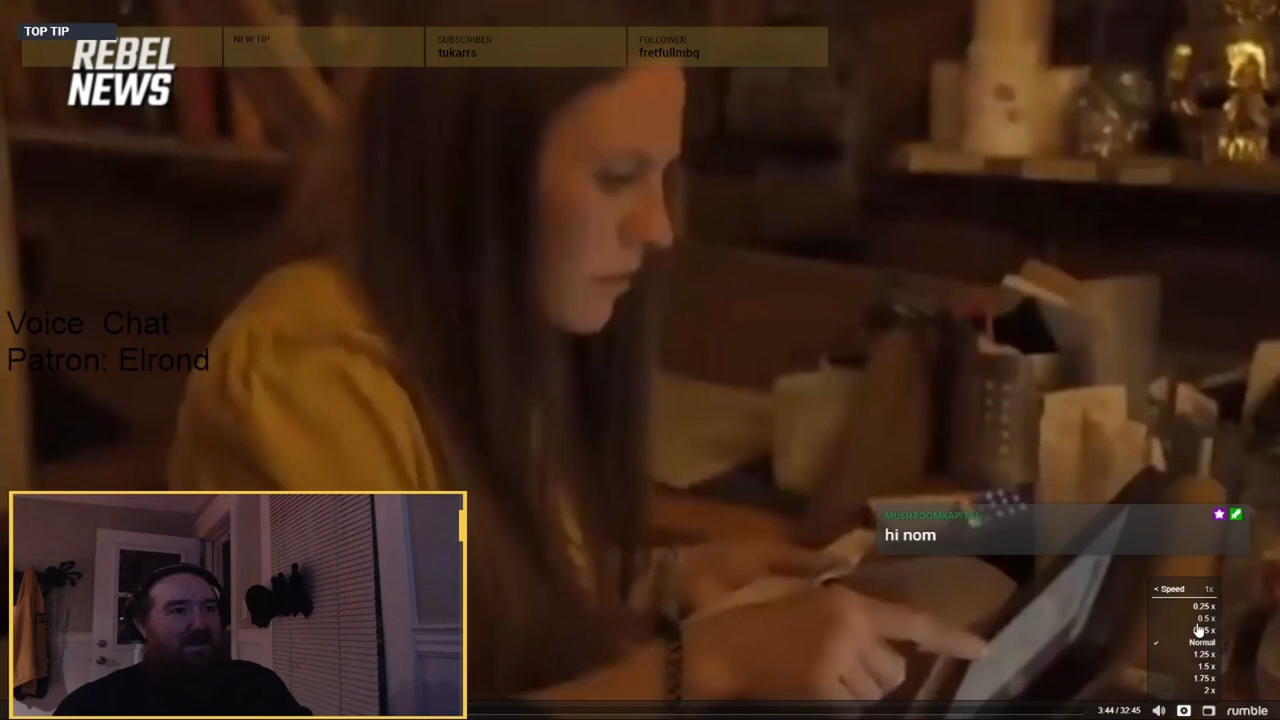 TOP TIP
REBEL
NEWS
NEW TIP
SUBSCRIBER
tukarrs
FOLLOWER
fretfullmbq
Voice Chat
Patron: Elrond
hi nom
< Speed 1x
0.25 x
0.5 x
Normal
1.25 x
1.5 x
1.75 x
2 x
3:44 / 32:45
rumble